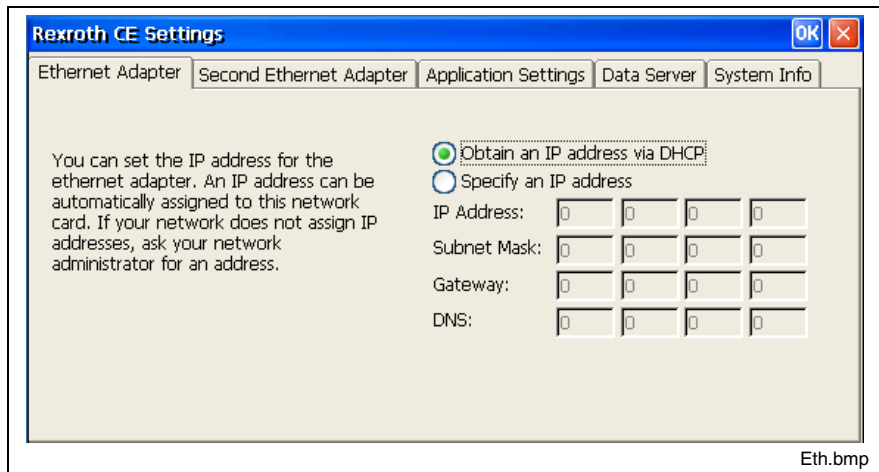 Rexroth CE Settings OK
Ethernet Adapter Second Ethernet Adapter Application Settings Data Server System Info
You can set the IP address for the
ethernet adapter. An IP address can be
automatically assigned to this network
card. If your network does not assign IP
addresses, ask your network
administrator for an address.
Obtain an IP address via DHCP
Specify an IP address
IP Address: 0 0 0 0
Subnet Mask: 0 0 0 0
Gateway: 0 0 0 0
DNS: 0 0 0 0
Eth.bmp